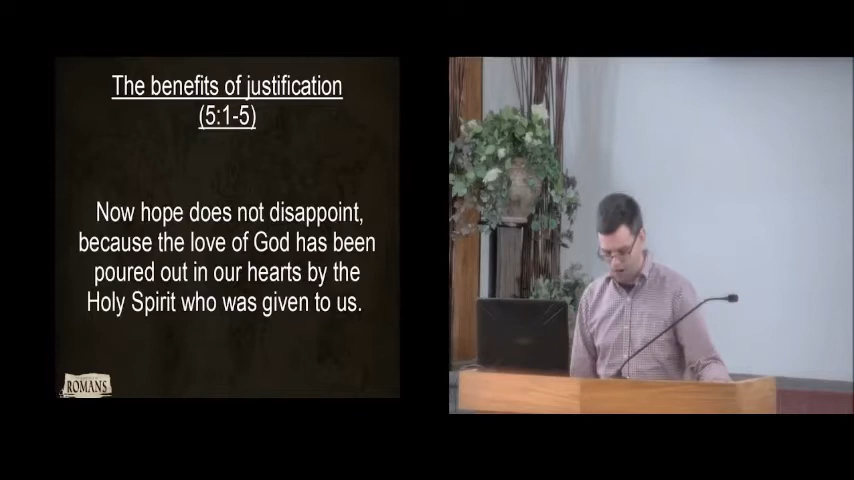 The benefits of justification
(5:1-5)
Now hope does not disappoint,
because the love of God has been
poured out in our hearts by the
Holy Spirit who was given to us.
ROMANS